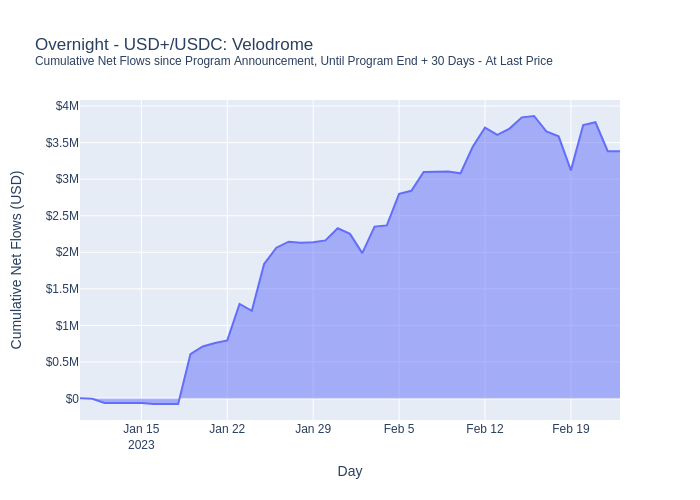 Overnight - USD+/USDC: Velodrome
Cumulative Net Flows since Program Announcement, Until Program End + 30 Days - At Last Price
$4M
$3.5M
$3M
$2.5M
$2M
$1.5M
$1M
$0.5M
$0
Cumulative Net Flows (USD)
Jan 15
2023
Jan 22
Jan 29
Feb 5
Feb 12
Feb 19
Day